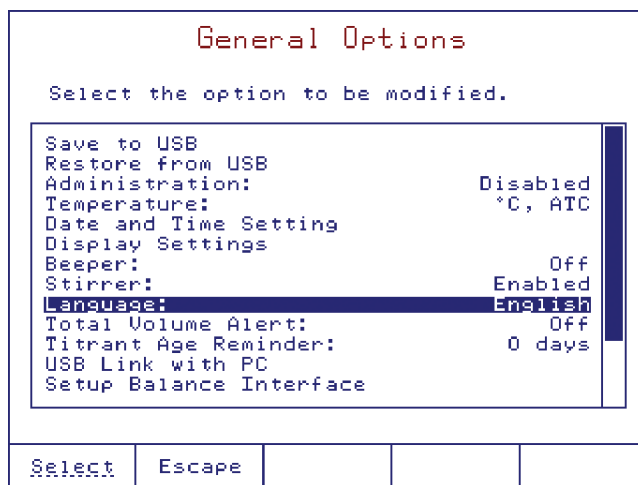 General Options
Select the option to be modified.
Save to USB
Restore from USB
Administration: Disabled
Temperature: °C, ATC
Date and Time Setting
Display Settings
Beeper: Off
Stirrer: Enabled
Language: English
Total Volume Alert: Off
Titrant Age Reminder: 0 days
USB Link with PC
Setup Balance Interface
Select Escape